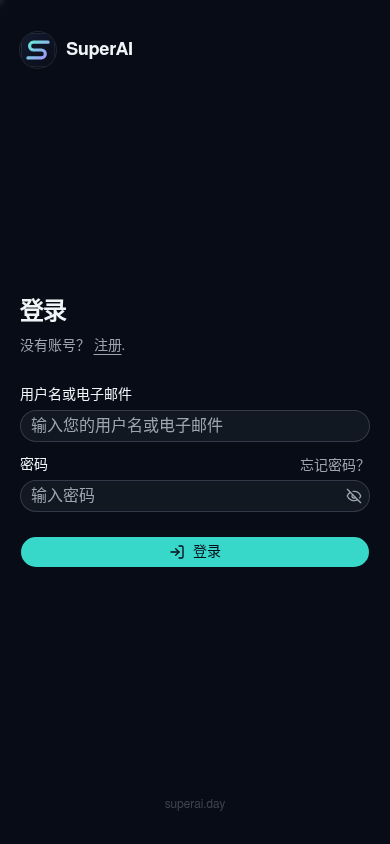 SuperAI
登录
没有账号? 注册.
用户名或电子邮件
输入您的用户名或电子邮件
密码 忘记密码?
输入密码
登录
superai.day